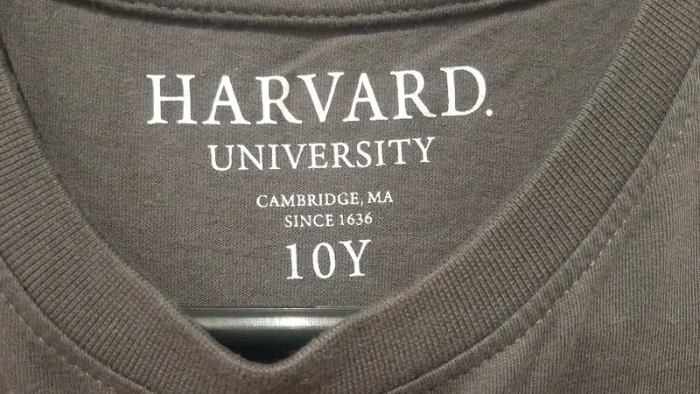 HARVARD.
UNIVERSITY
CAMBRIDGE, MA
SINCE 1636
10Y